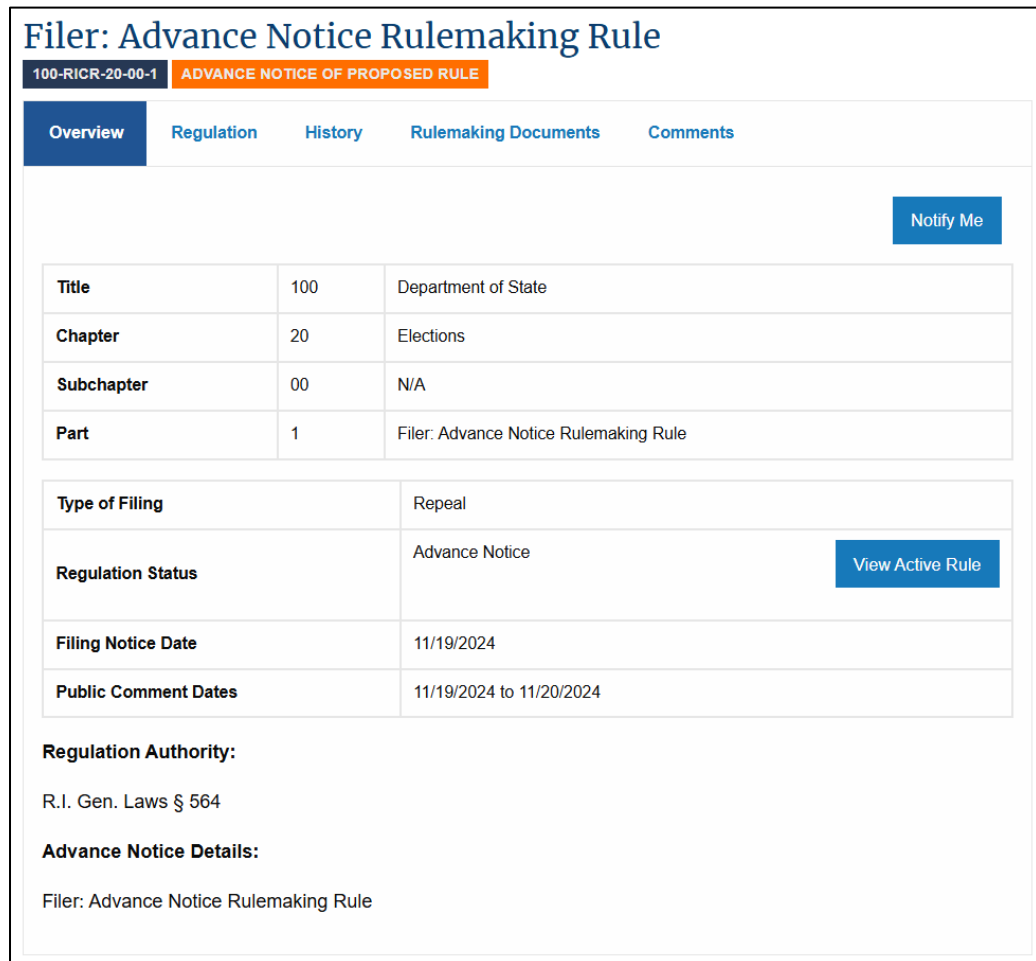 Filer: Advance Notice Rulemaking Rule
100-RICR-20-00-1 ADVANCE NOTICE OF PROPOSED RULE
Overview Regulation History Rulemaking Documents Comments
Notify Me
Title 100 Department of State
Chapter 20 Elections
Subchapter 00 N/A
Part 1 Filer: Advance Notice Rulemaking Rule
Type of Filing Repeal
Regulation Status Advance Notice View Active Rule
Filing Notice Date 11/19/2024
Public Comment Dates 11/19/2024 to 11/20/2024
Regulation Authority:
R.I. Gen. Laws § 564
Advance Notice Details:
Filer: Advance Notice Rulemaking Rule